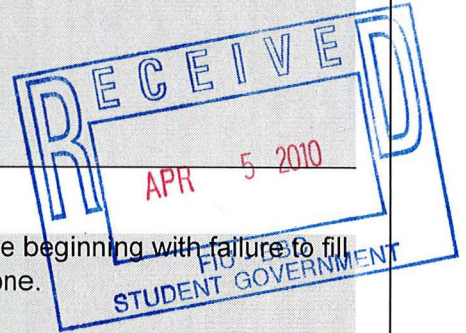 RECEIVED
APR 5 2010
e beginning with failure to fill
one.
FIU - BBC
STUDENT GOVERNMENT